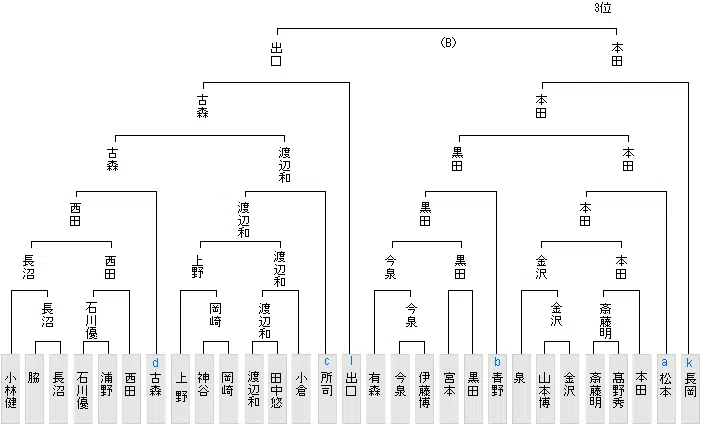 3位
(B)
出口
本田
古森
本田
古森
渡辺和
黒田
本田
西田
渡辺和
黒田
本田
長沼
西田
上野
渡辺和
今泉
黒田
金沢
本田
長沼
石川優
岡崎
渡辺和
今泉
金沢
斎藤明
d
c
l
b
a
k
小林健
脇
長沼
石川優
浦野
西田
古森
上野
神谷
岡崎
渡辺和
田中悠
小倉
所司
出口
有森
今泉
伊藤博
宮本
黒田
青野
泉
山本博
金沢
斎藤明
髙野秀
本田
松本
長岡